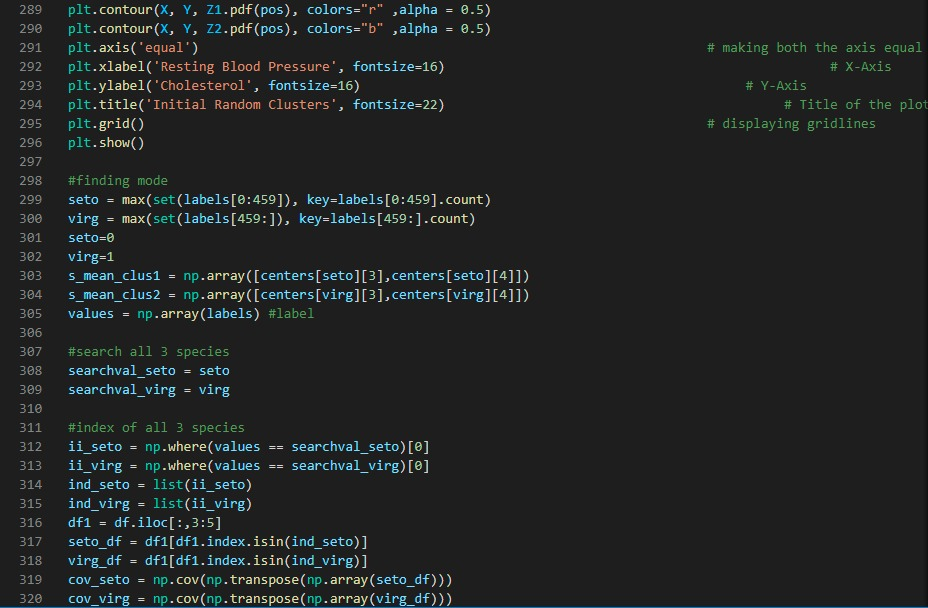 289 plt.contour(X, Y, Z1.pdf(pos), colors="r" ,alpha = 0.5)
290 plt.contour(X, Y, Z2.pdf(pos), colors="b" ,alpha = 0.5)
291 plt.axis('equal') # making both the axis equal
292 plt.xlabel('Resting Blood Pressure', fontsize=16) # X-Axis
293 plt.ylabel('Cholesterol', fontsize=16) # Y-Axis
294 plt.title('Initial Random Clusters', fontsize=22) # Title of the plot
295 plt.grid() # displaying gridlines
296 plt.show()
297
298 #finding mode
299 seto = max(set(labels[0:459]), key=labels[0:459].count)
300 virg = max(set(labels[459:]), key=labels[459:].count)
301 seto=0
302 virg=1
303 s_mean_clus1 = np.array([centers[seto][3],centers[seto][4]])
304 s_mean_clus2 = np.array([centers[virg][3],centers[virg][4]])
305 values = np.array(labels) #label
306
307 #search all 3 species
308 searchval_seto = seto
309 searchval_virg = virg
310
311 #index of all 3 species
312 ii_seto = np.where(values == searchval_seto)[0]
313 ii_virg = np.where(values == searchval_virg)[0]
314 ind_seto = list(ii_seto)
315 ind_virg = list(ii_virg)
316 df1 = df.iloc[:,3:5]
317 seto_df = df1[df1.index.isin(ind_seto)]
318 virg_df = df1[df1.index.isin(ind_virg)]
319 cov_seto = np.cov(np.transpose(np.array(seto_df)))
320 cov_virg = np.cov(np.transpose(np.array(virg_df)))